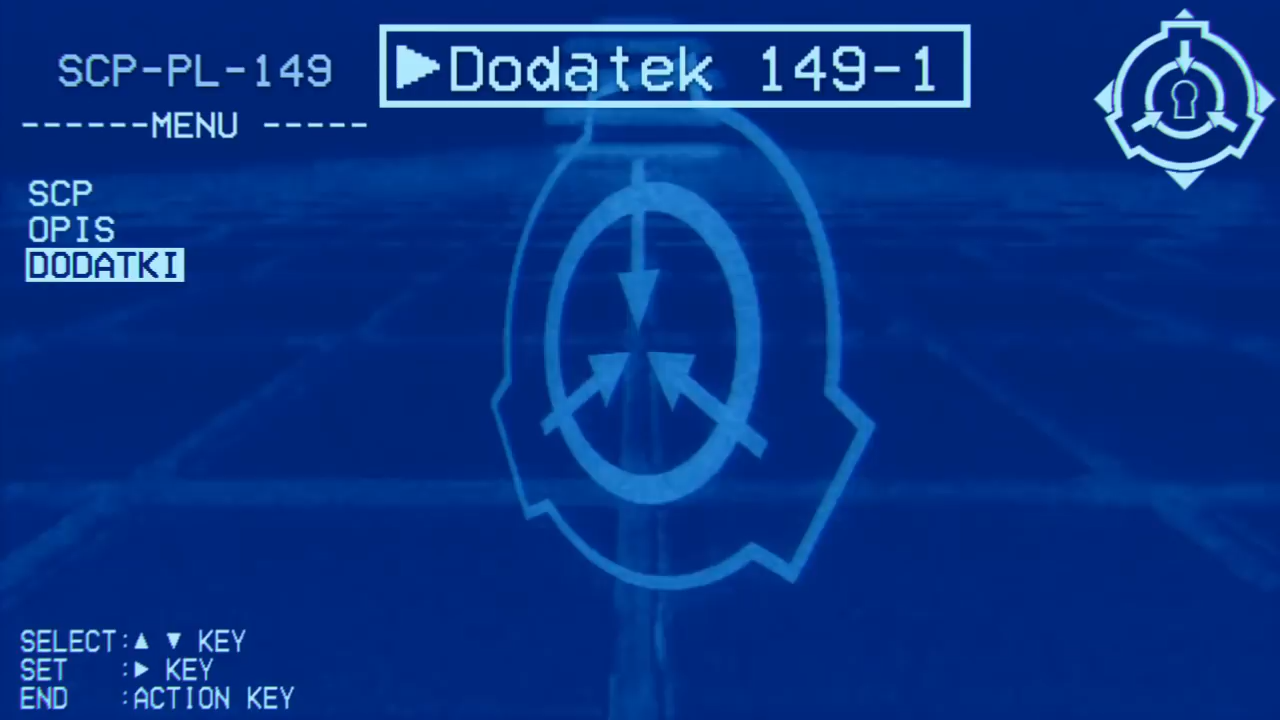 SCP-PL-149
►Dodatek 149-1
------MENU -----
SCP
OPIS
DODATKI
SELECT:▲ ▼ KEY
SET :► KEY
END :ACTION KEY